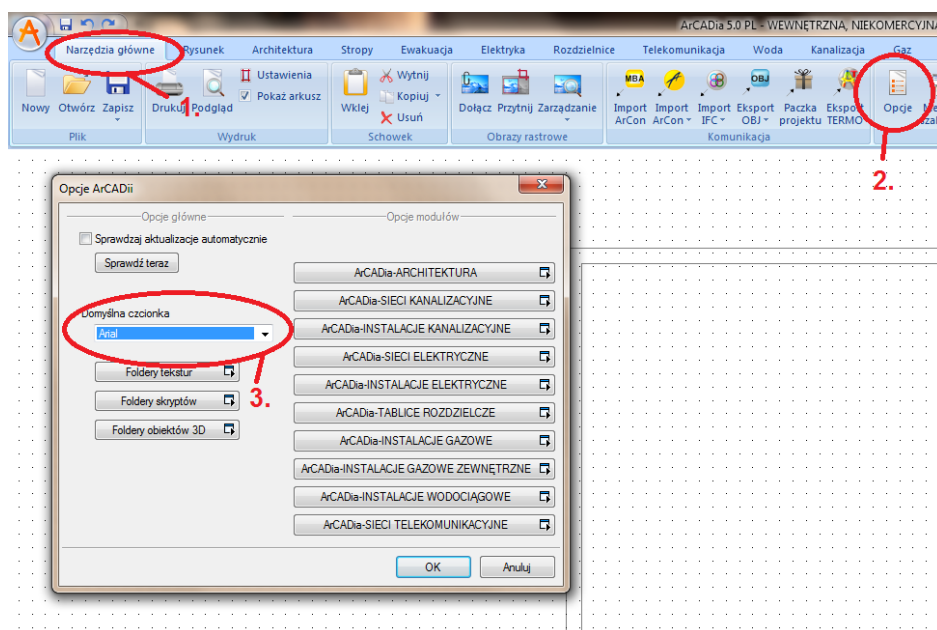 ArCADia 5.0 PL - WEWNĘTRZNA, NIEKOMERCYJNA
Narzędzia główne Rysunek Architektura Stropy Ewakuacja Elektryka Rozdzielnice Telekomunikacja Woda Kanalizacja Gaz
Nowy Otwórz Zapisz
Plik
Drukuj Podgląd
Ustawienia
Pokaż arkusz
Wydruk
Wklej
Wytnij
Kopiuj
Usuń
Schowek
Dołącz Przytnij Zarządzanie
Obrazy rastrowe
MBA
OBJ
Import ArCon
Import ArCon
Import IFC
Eksport OBJ
Paczka projektu
Eksport TERMO
Komunikacja
Opcje
1.
2.
Opcje ArCADii
Opcje główne
Sprawdzaj aktualizacje automatycznie
Sprawdź teraz
Domyślna czcionka
Arial
Foldery tekstur
Foldery skryptów
Foldery obiektów 3D
3.
Opcje modułów
ArCADia-ARCHITEKTURA
ArCADia-SIECI KANALIZACYJNE
ArCADia-INSTALACJE KANALIZACYJNE
ArCADia-SIECI ELEKTRYCZNE
ArCADia-INSTALACJE ELEKTRYCZNE
ArCADia-TABLICE ROZDZIELCZE
ArCADia-INSTALACJE GAZOWE
ArCADia-INSTALACJE GAZOWE ZEWNĘTRZNE
ArCADia-INSTALACJE WODOCIĄGOWE
ArCADia-SIECI TELEKOMUNIKACYJNE
OK Anuluj